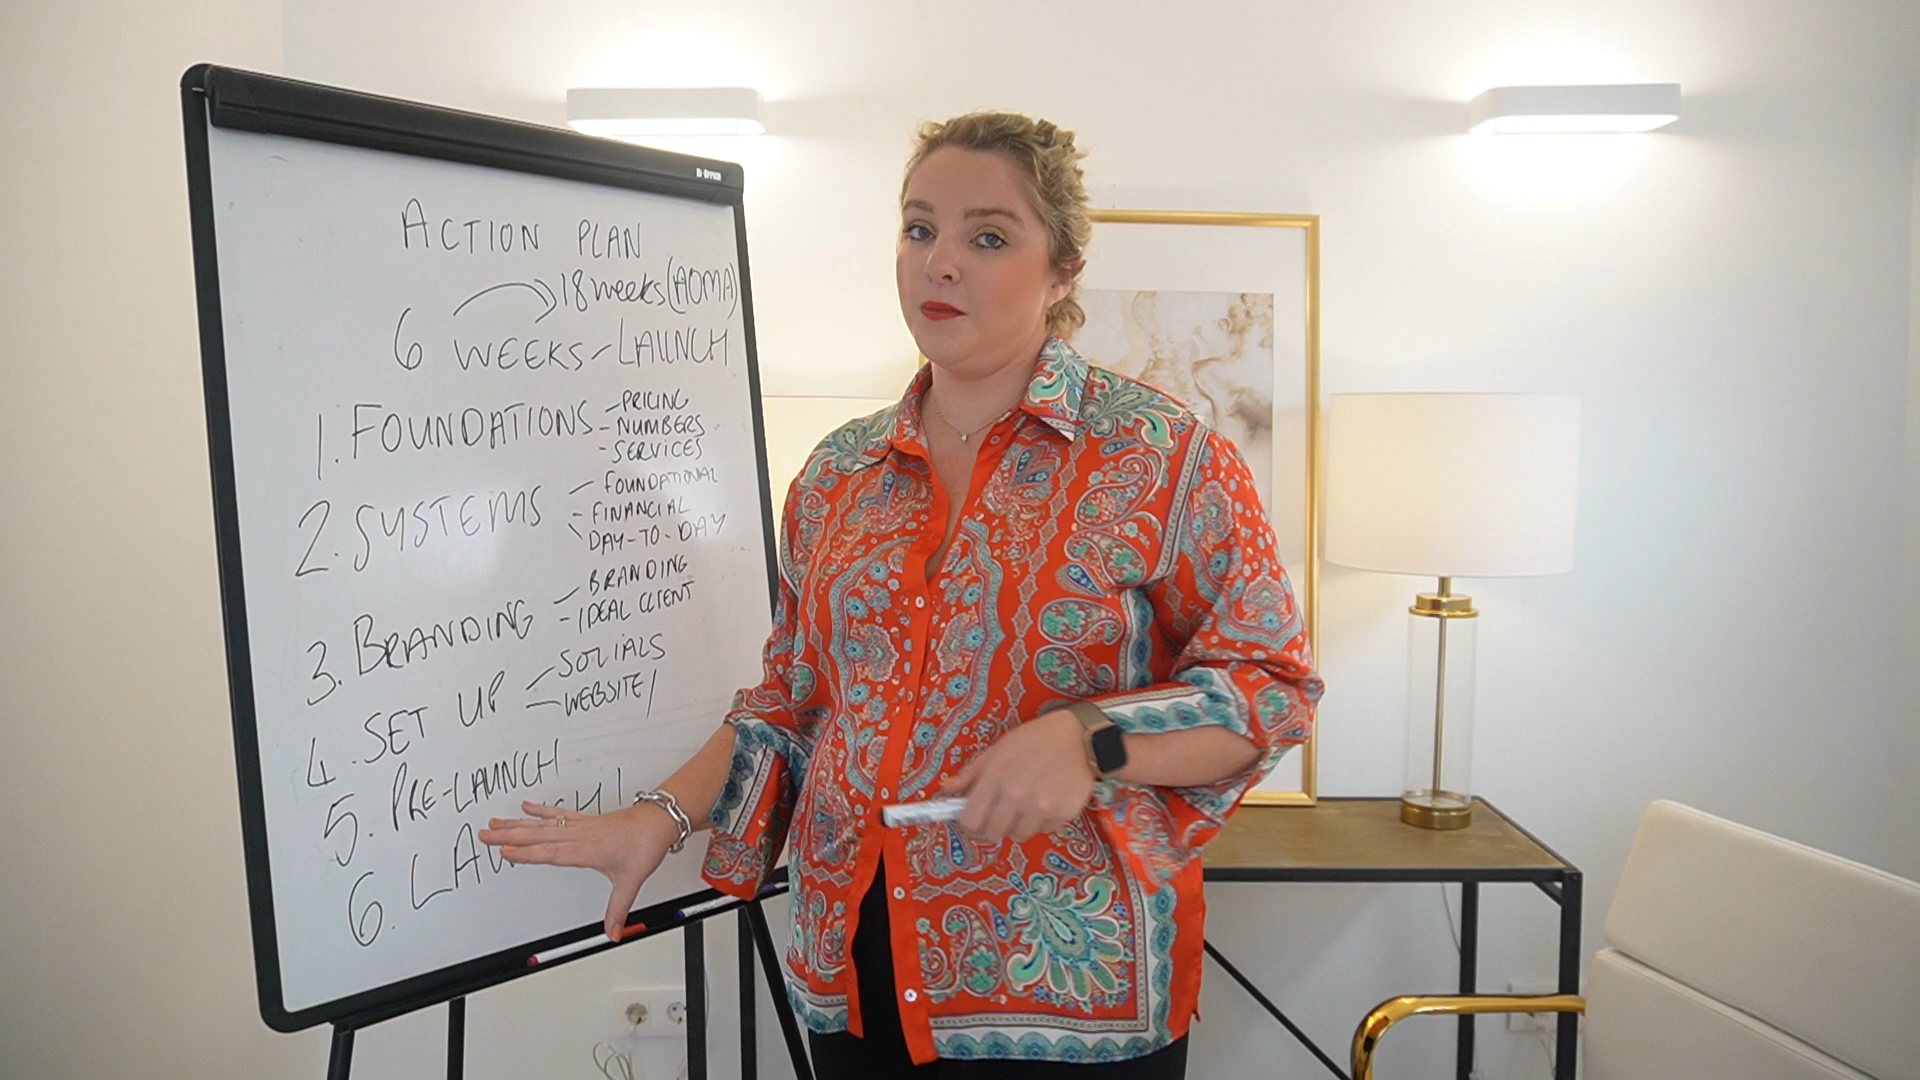 ACTION PLAN
18 weeks (AOMA)
6 WEEKS - LAUNCH
1. FOUNDATIONS - PRICING
- NUMBERS
- SERVICES
2. SYSTEMS - FOUNDATIONAL
- FINANCIAL
- DAY-TO-DAY
3. BRANDING - BRANDING
- IDEAL CLIENT
4. SET UP - SOCIALS
- WEBSITE/
5. PRE-LAUNCH
6.